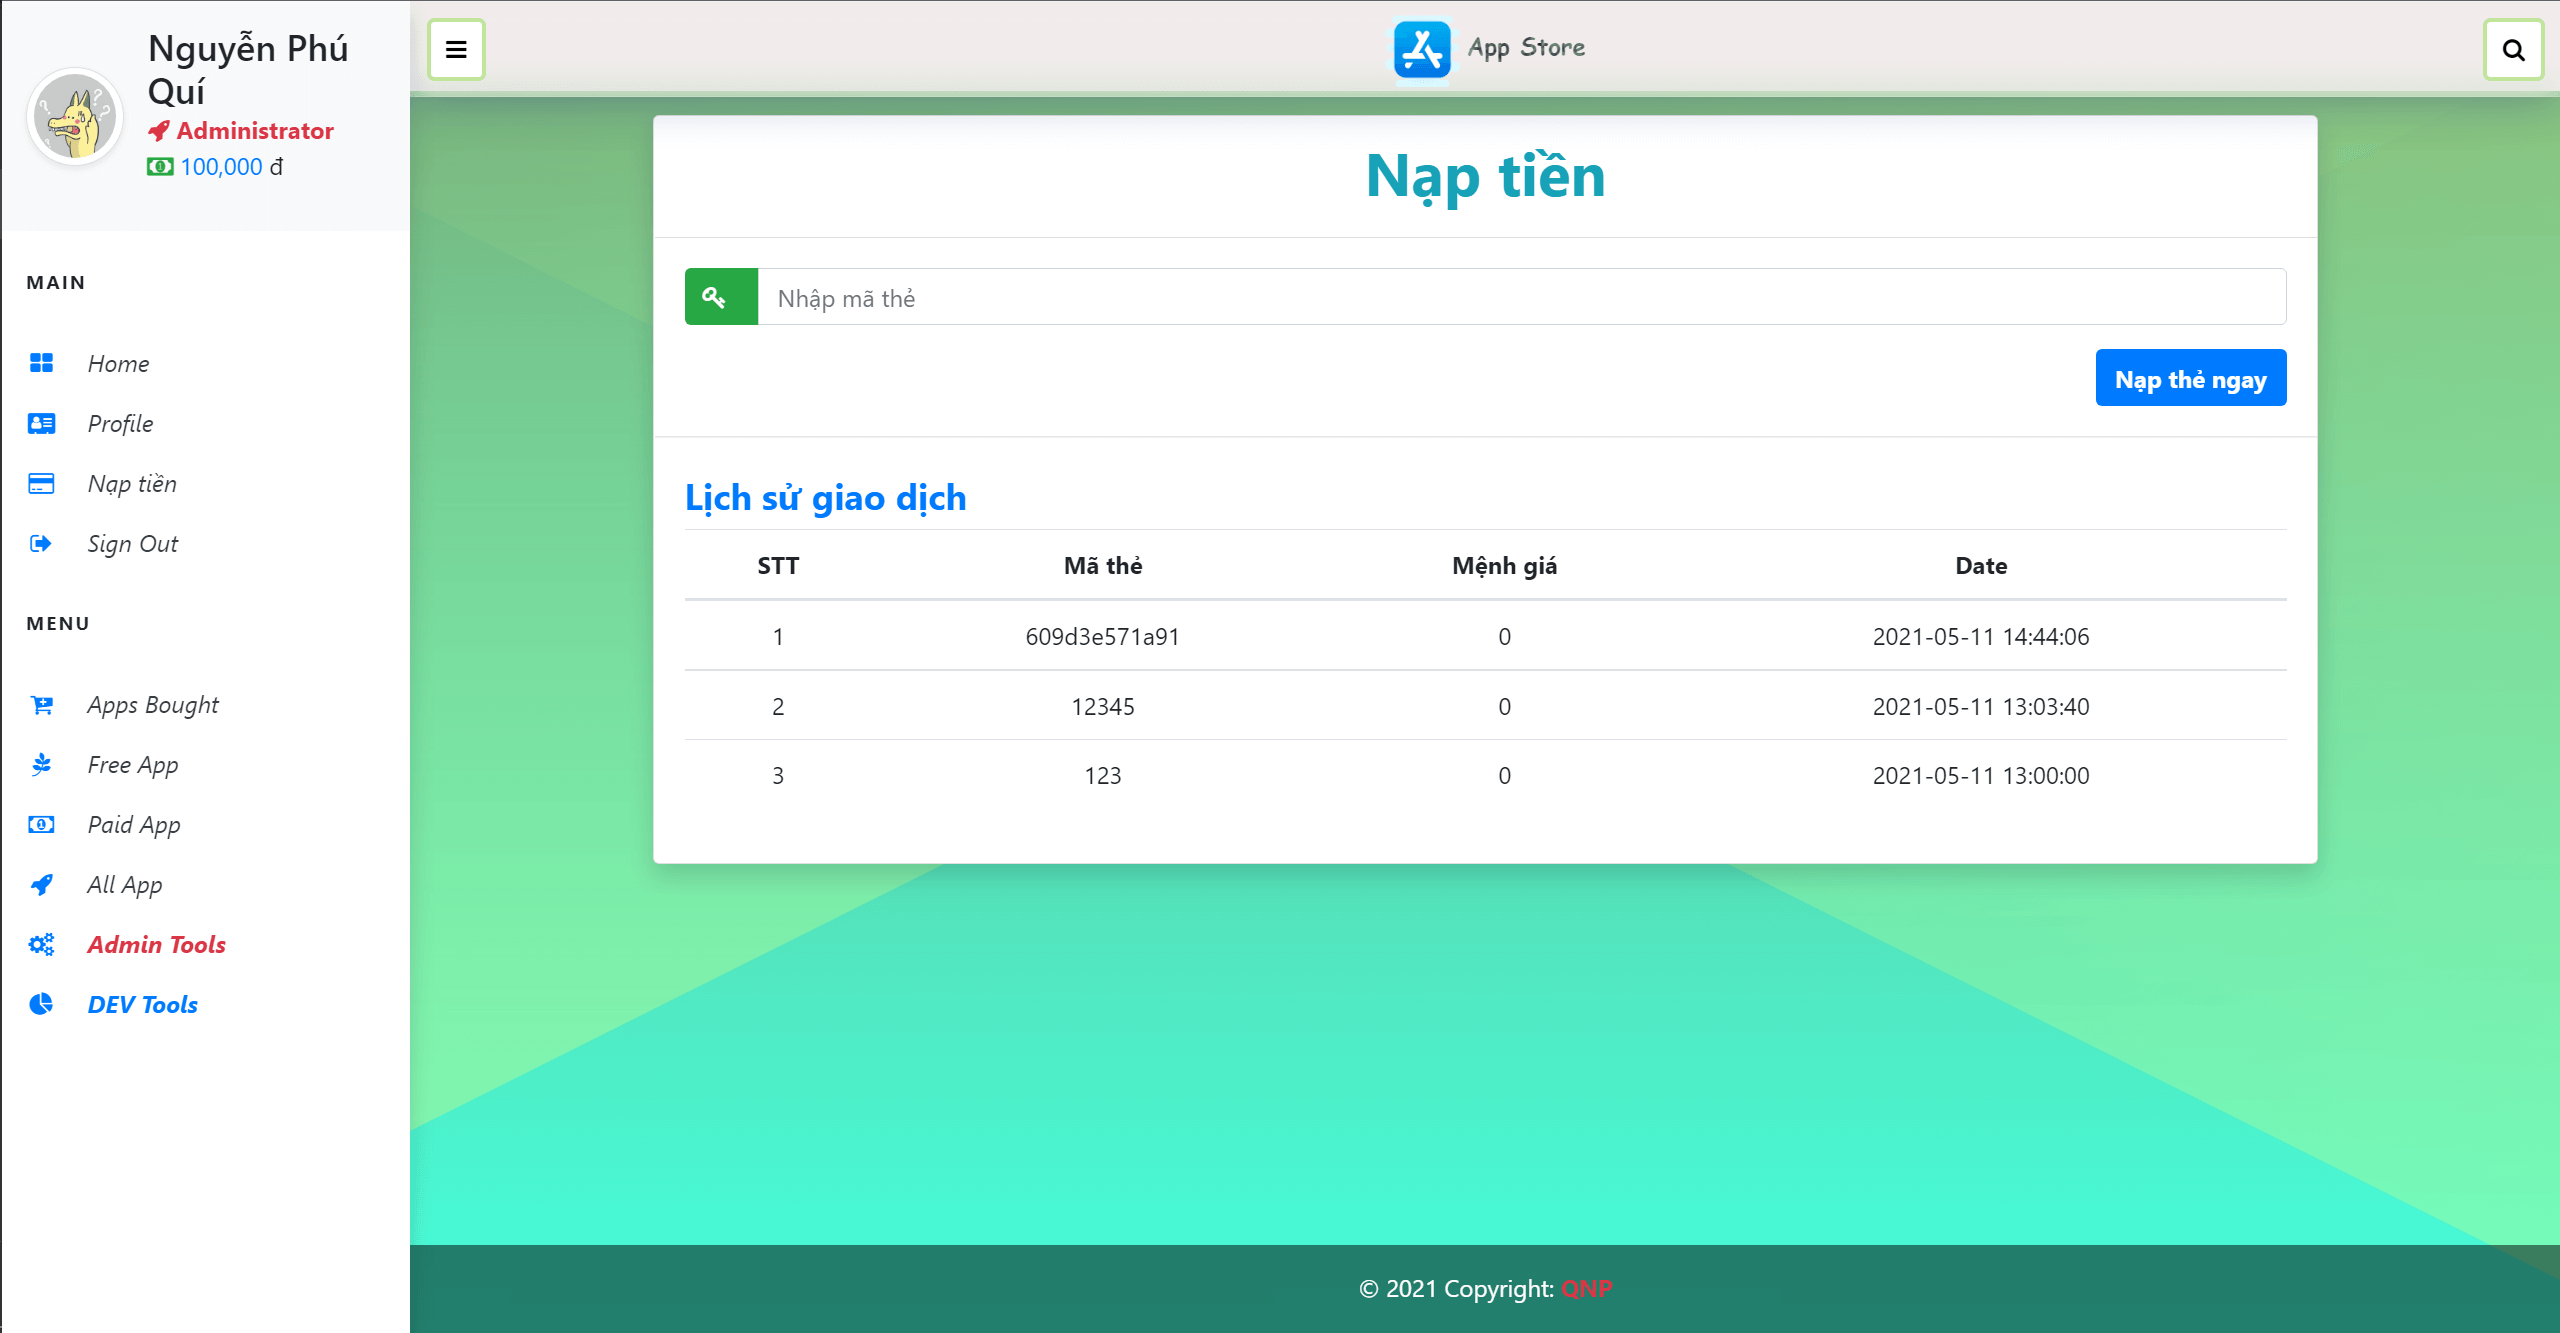 Nguyễn Phú
Quí
Administrator
100,000 đ
MAIN
Home
Profile
Nạp tiền
Sign Out
MENU
Apps Bought
Free App
Paid App
All App
Admin Tools
DEV Tools
App Store
Nạp tiền
Nhập mã thẻ
Nạp thẻ ngay
Lịch sử giao dịch
STT Mã thẻ Mệnh giá Date
1 609d3e571a91 0 2021-05-11 14:44:06
2 12345 0 2021-05-11 13:03:40
3 123 0 2021-05-11 13:00:00
© 2021 Copyright: QNP